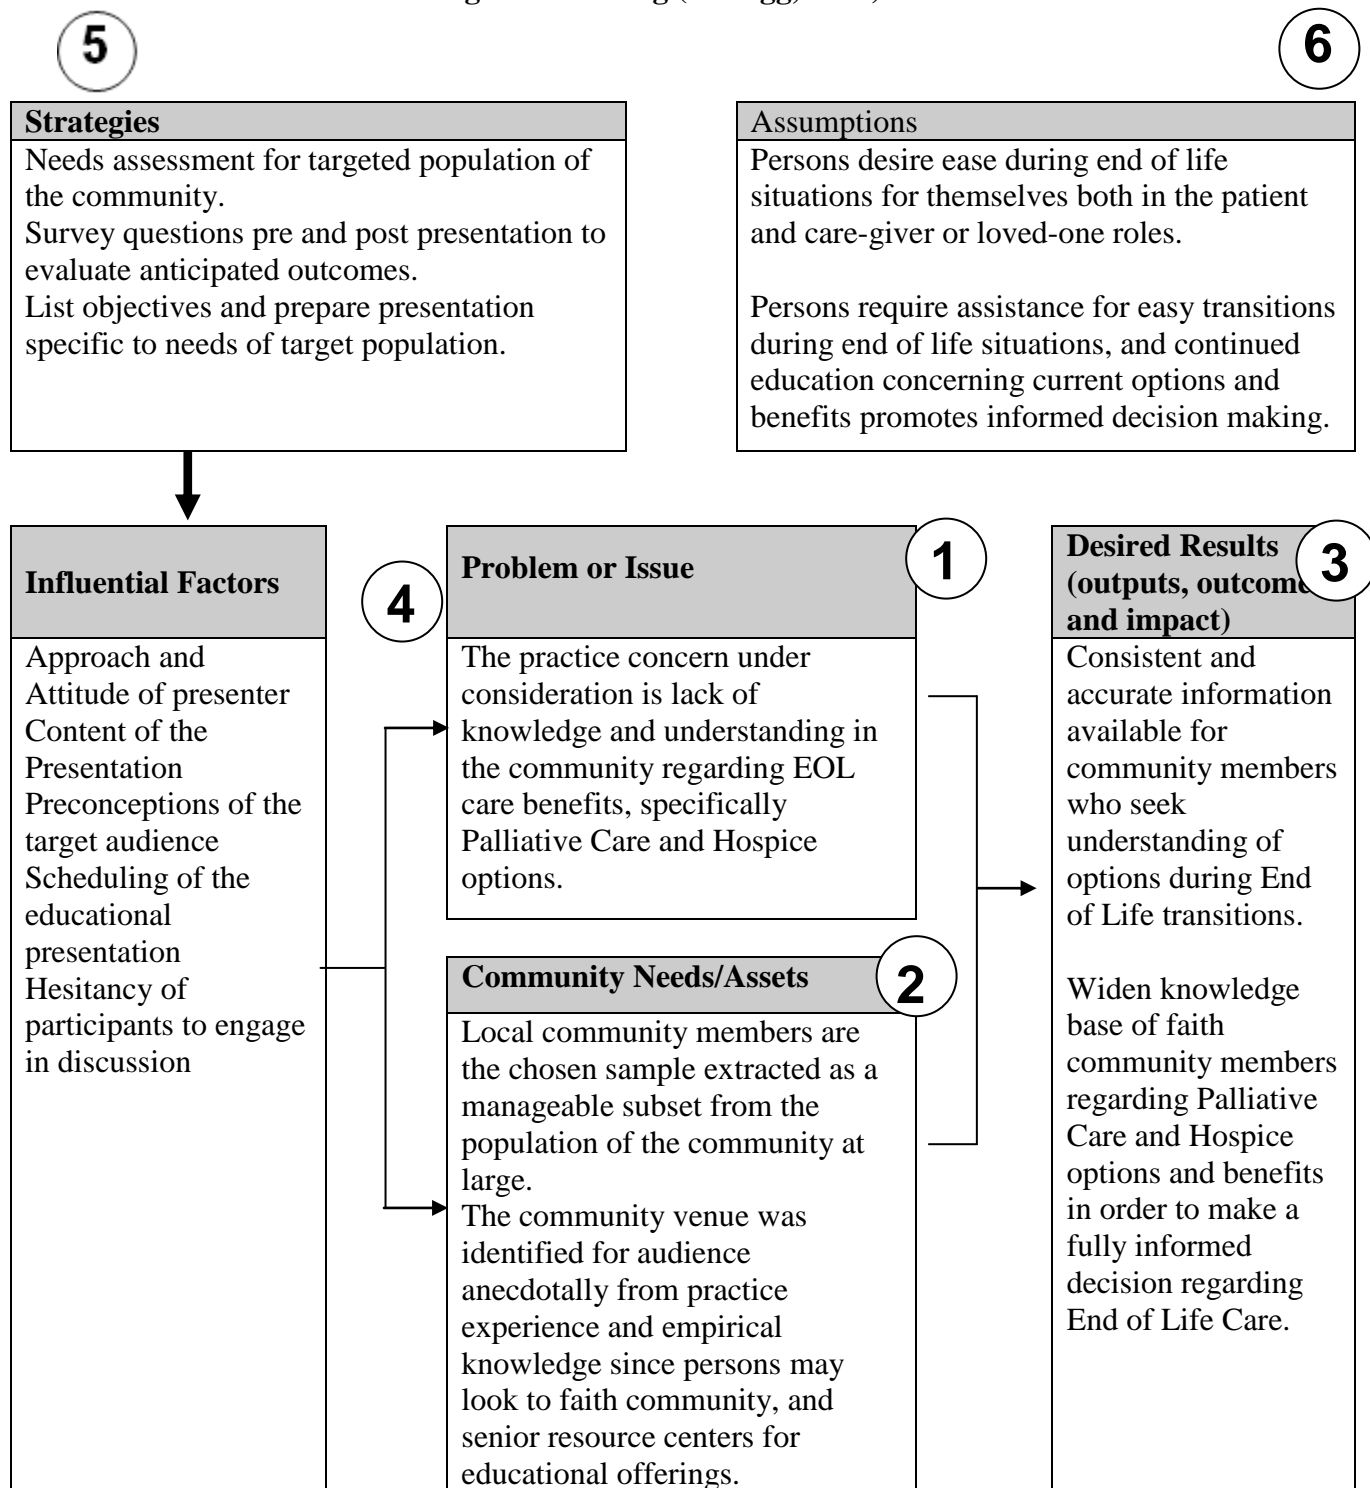 5
6
Strategies
Needs assessment for targeted population of
the community.
Survey questions pre and post presentation to
evaluate anticipated outcomes.
List objectives and prepare presentation
specific to needs of target population.
Assumptions
Persons desire ease during end of life
situations for themselves both in the patient
and care-giver or loved-one roles.
Persons require assistance for easy transitions
during end of life situations, and continued
education concerning current options and
benefits promotes informed decision making.
Influential Factors
Approach and
Attitude of presenter
Content of the
Presentation
Preconceptions of the
target audience
Scheduling of the
educational
presentation
Hesitancy of
participants to engage
in discussion
4
Problem or Issue
1
The practice concern under
consideration is lack of
knowledge and understanding in
the community regarding EOL
care benefits, specifically
Palliative Care and Hospice
options.
Community Needs/Assets
2
Local community members are
the chosen sample extracted as a
manageable subset from the
population of the community at
large.
The community venue was
identified for audience
anecdotally from practice
experience and empirical
knowledge since persons may
look to faith community, and
senior resource centers for
educational offerings.
Desired Results
(outputs, outcome
and impact)
3
Consistent and
accurate information
available for
community members
who seek
understanding of
options during End
of Life transitions.
Widen knowledge
base of faith
community members
regarding Palliative
Care and Hospice
options and benefits
in order to make a
fully informed
decision regarding
End of Life Care.